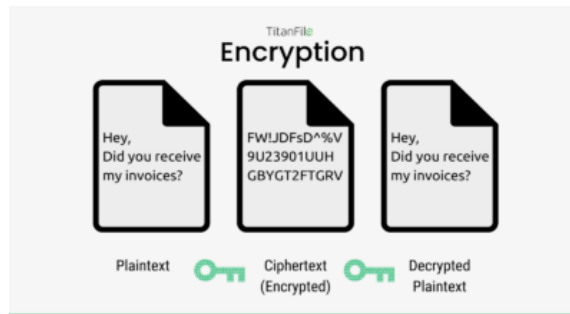 TitanFile
Encryption
Hey,
Did you receive
my invoices?
FW!JDFsD^%V
9U23901UUH
GBYGT2FTGRV
Hey,
Did you receive
my invoices?
Plaintext
Ciphertext
(Encrypted)
Decrypted
Plaintext